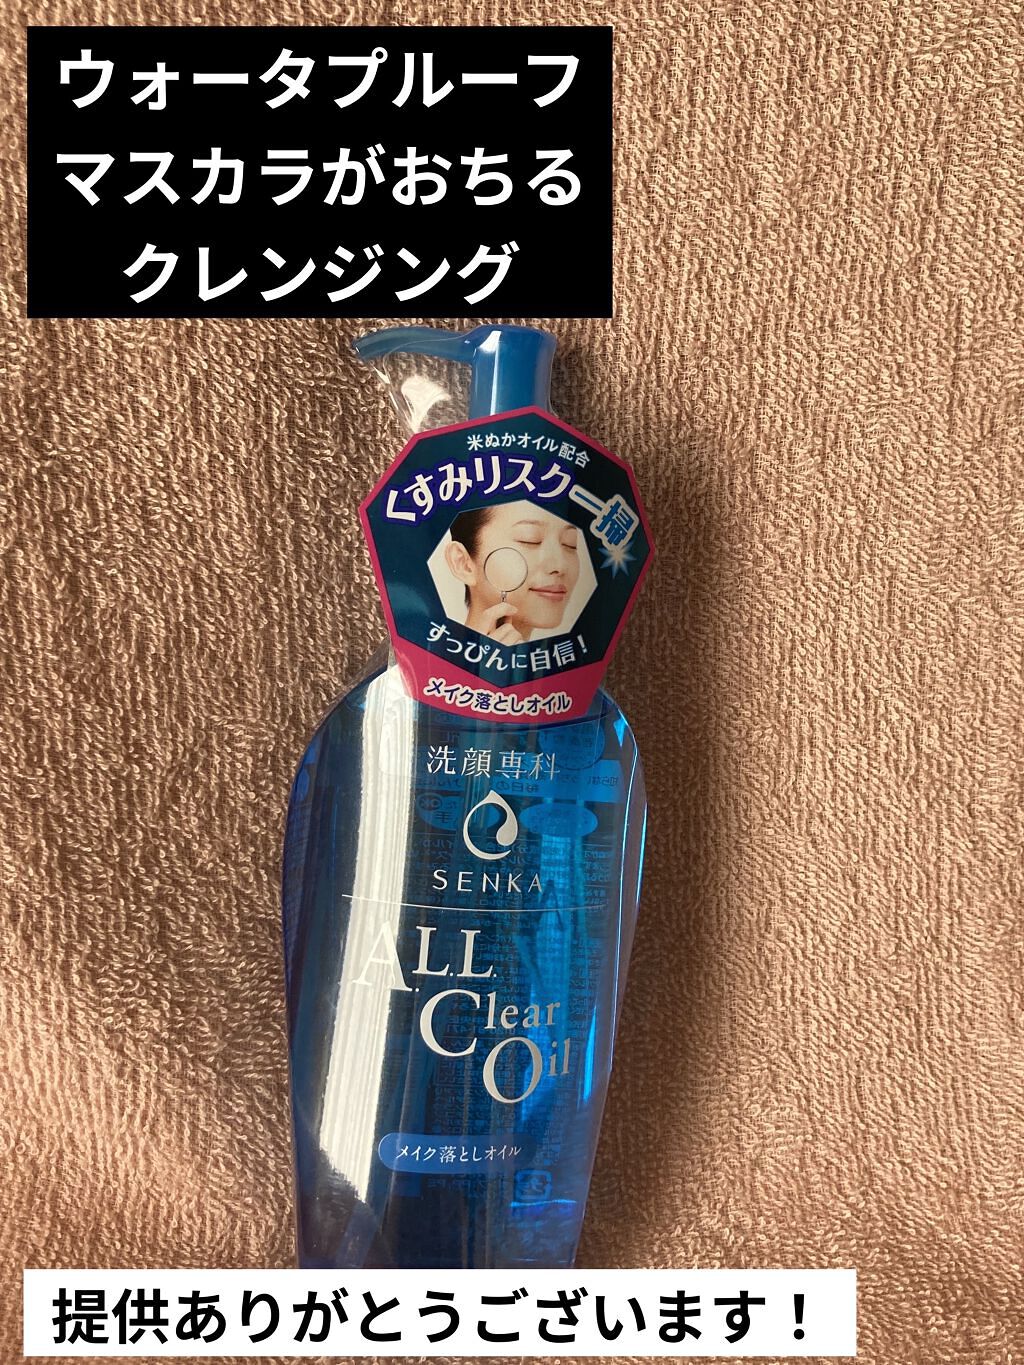 ウォータプルーフ
マスカラがおちる
クレンジング
米ぬかオイル配合
くすみリスク一掃
すっぴんに自信！
メイク落としオイル
洗顔専科
SENKA
A.L.L.
Clear
Oil
メイク落としオイル
提供ありがとうございます！